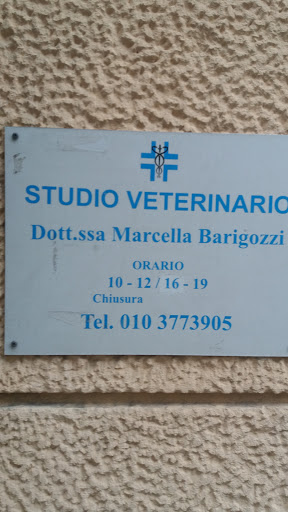 STUDIO VETERINARIO
Dott.ssa Marcella Barigozzi
ORARIO
10 - 12 / 16 - 19
Chiusura
Tel. 010 3773905